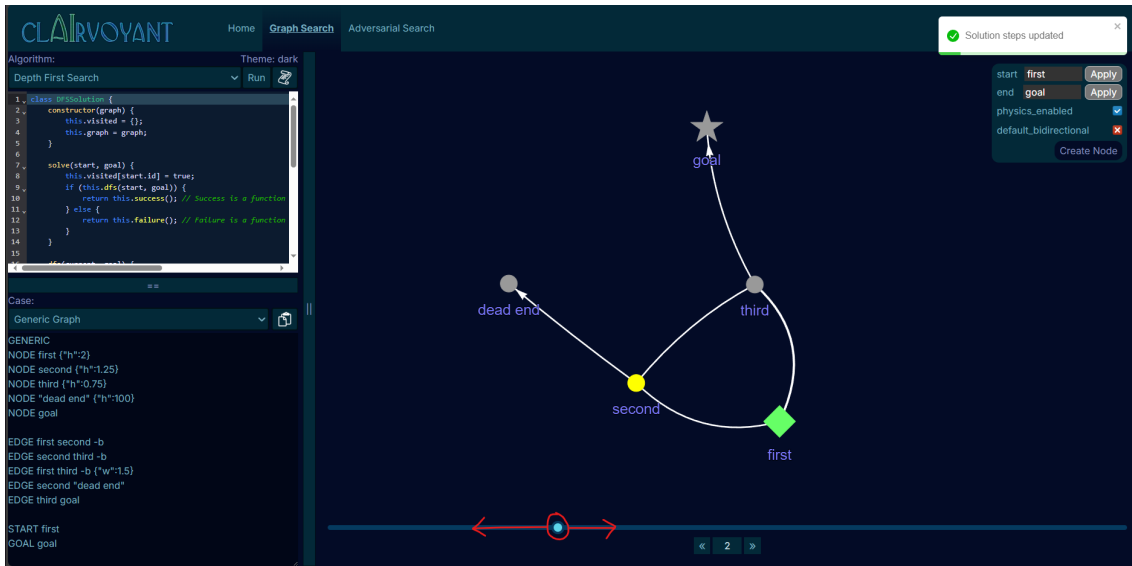 CLAIRVOYANT
Home
Graph Search
Adversarial Search
Solution steps updated
×
Algorithm:
Theme: dark
Depth First Search
Run
1 class DFSSolution {
2 constructor(graph) {
3 this.visited = {};
4 this.graph = graph;
5 }
6
7 solve(start, goal) {
8 this.visited[start.id] = true;
9 if (this.dfs(start, goal)) {
10 return this.success(); // Success is a function
11 } else {
12 return this.failure(); // Failure is a function
13 }
14 }
15
==
Case:
Generic Graph
GENERIC
NODE first {"h":2}
NODE second {"h":1.25}
NODE third {"h":0.75}
NODE "dead end" {"h":100}
NODE goal
EDGE first second -b
EDGE second third -b
EDGE first third -b {"w":1.5}
EDGE second "dead end"
EDGE third goal
START first
GOAL goal
||
goal
dead end
third
second
first
start first Apply
end goal Apply
physics_enabled
default_bidirectional
Create Node
« 2 »